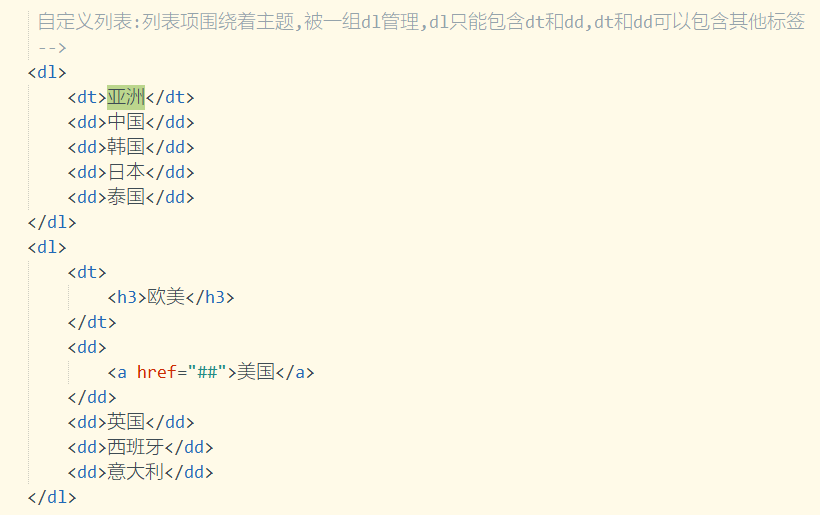 自定义列表:列表项围绕着主题,被一组dl管理,dl只能包含dt和dd,dt和dd可以包含其他标签
-->
<dl>
<dt>亚洲</dt>
<dd>中国</dd>
<dd>韩国</dd>
<dd>日本</dd>
<dd>泰国</dd>
</dl>
<dl>
<dt>
<h3>欧美</h3>
</dt>
<dd>
<a href="##">美国</a>
</dd>
<dd>英国</dd>
<dd>西班牙</dd>
<dd>意大利</dd>
</dl>